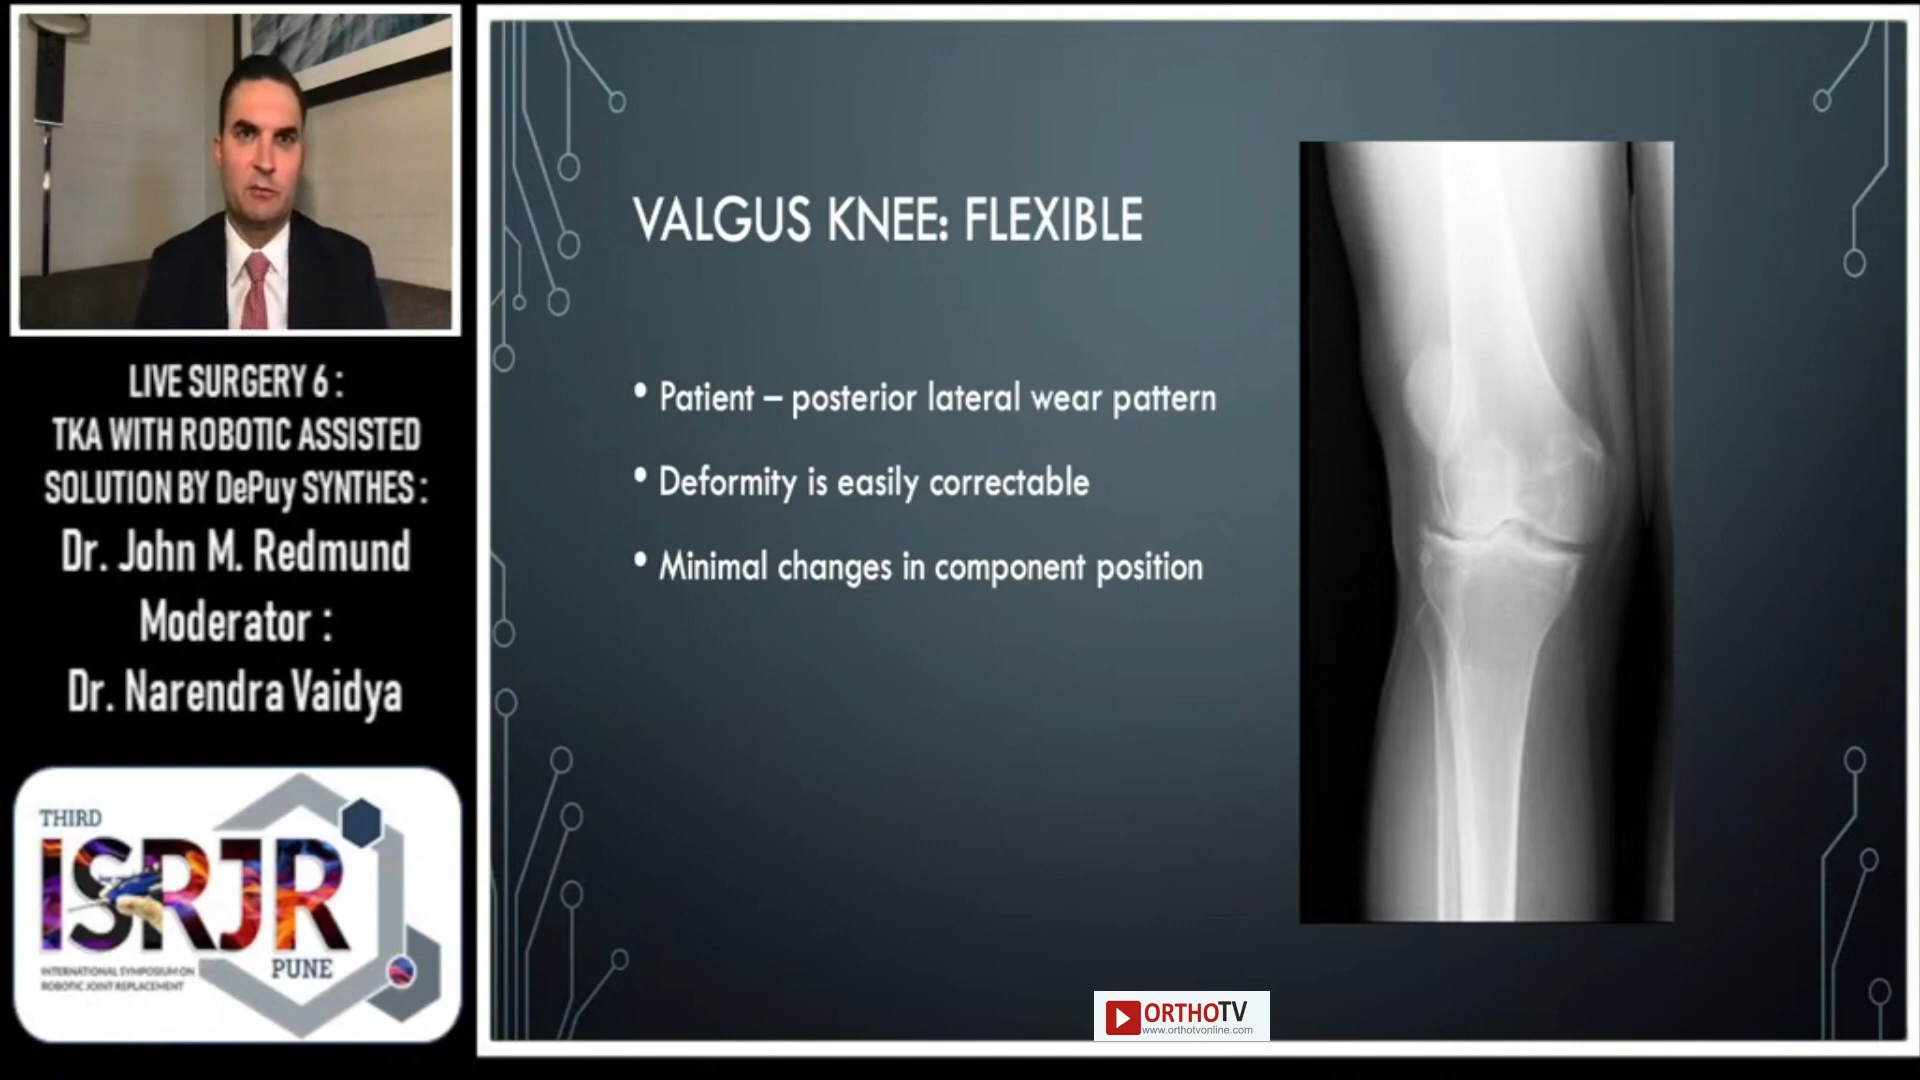 LIVE SURGERY 6 :
TKA WITH ROBOTIC ASSISTED
SOLUTION BY DePuy SYNTHES :
Dr. John M. Redmund
Moderator :
Dr. Narendra Vaidya
THIRD
ISRJR
PUNE
INTERNATIONAL SYMPOSIUM ON
ROBOTIC JOINT REPLACEMENT
VALGUS KNEE: FLEXIBLE
• Patient – posterior lateral wear pattern
• Deformity is easily correctable
• Minimal changes in component position
ORTHOTV
www.orthotvonline.com